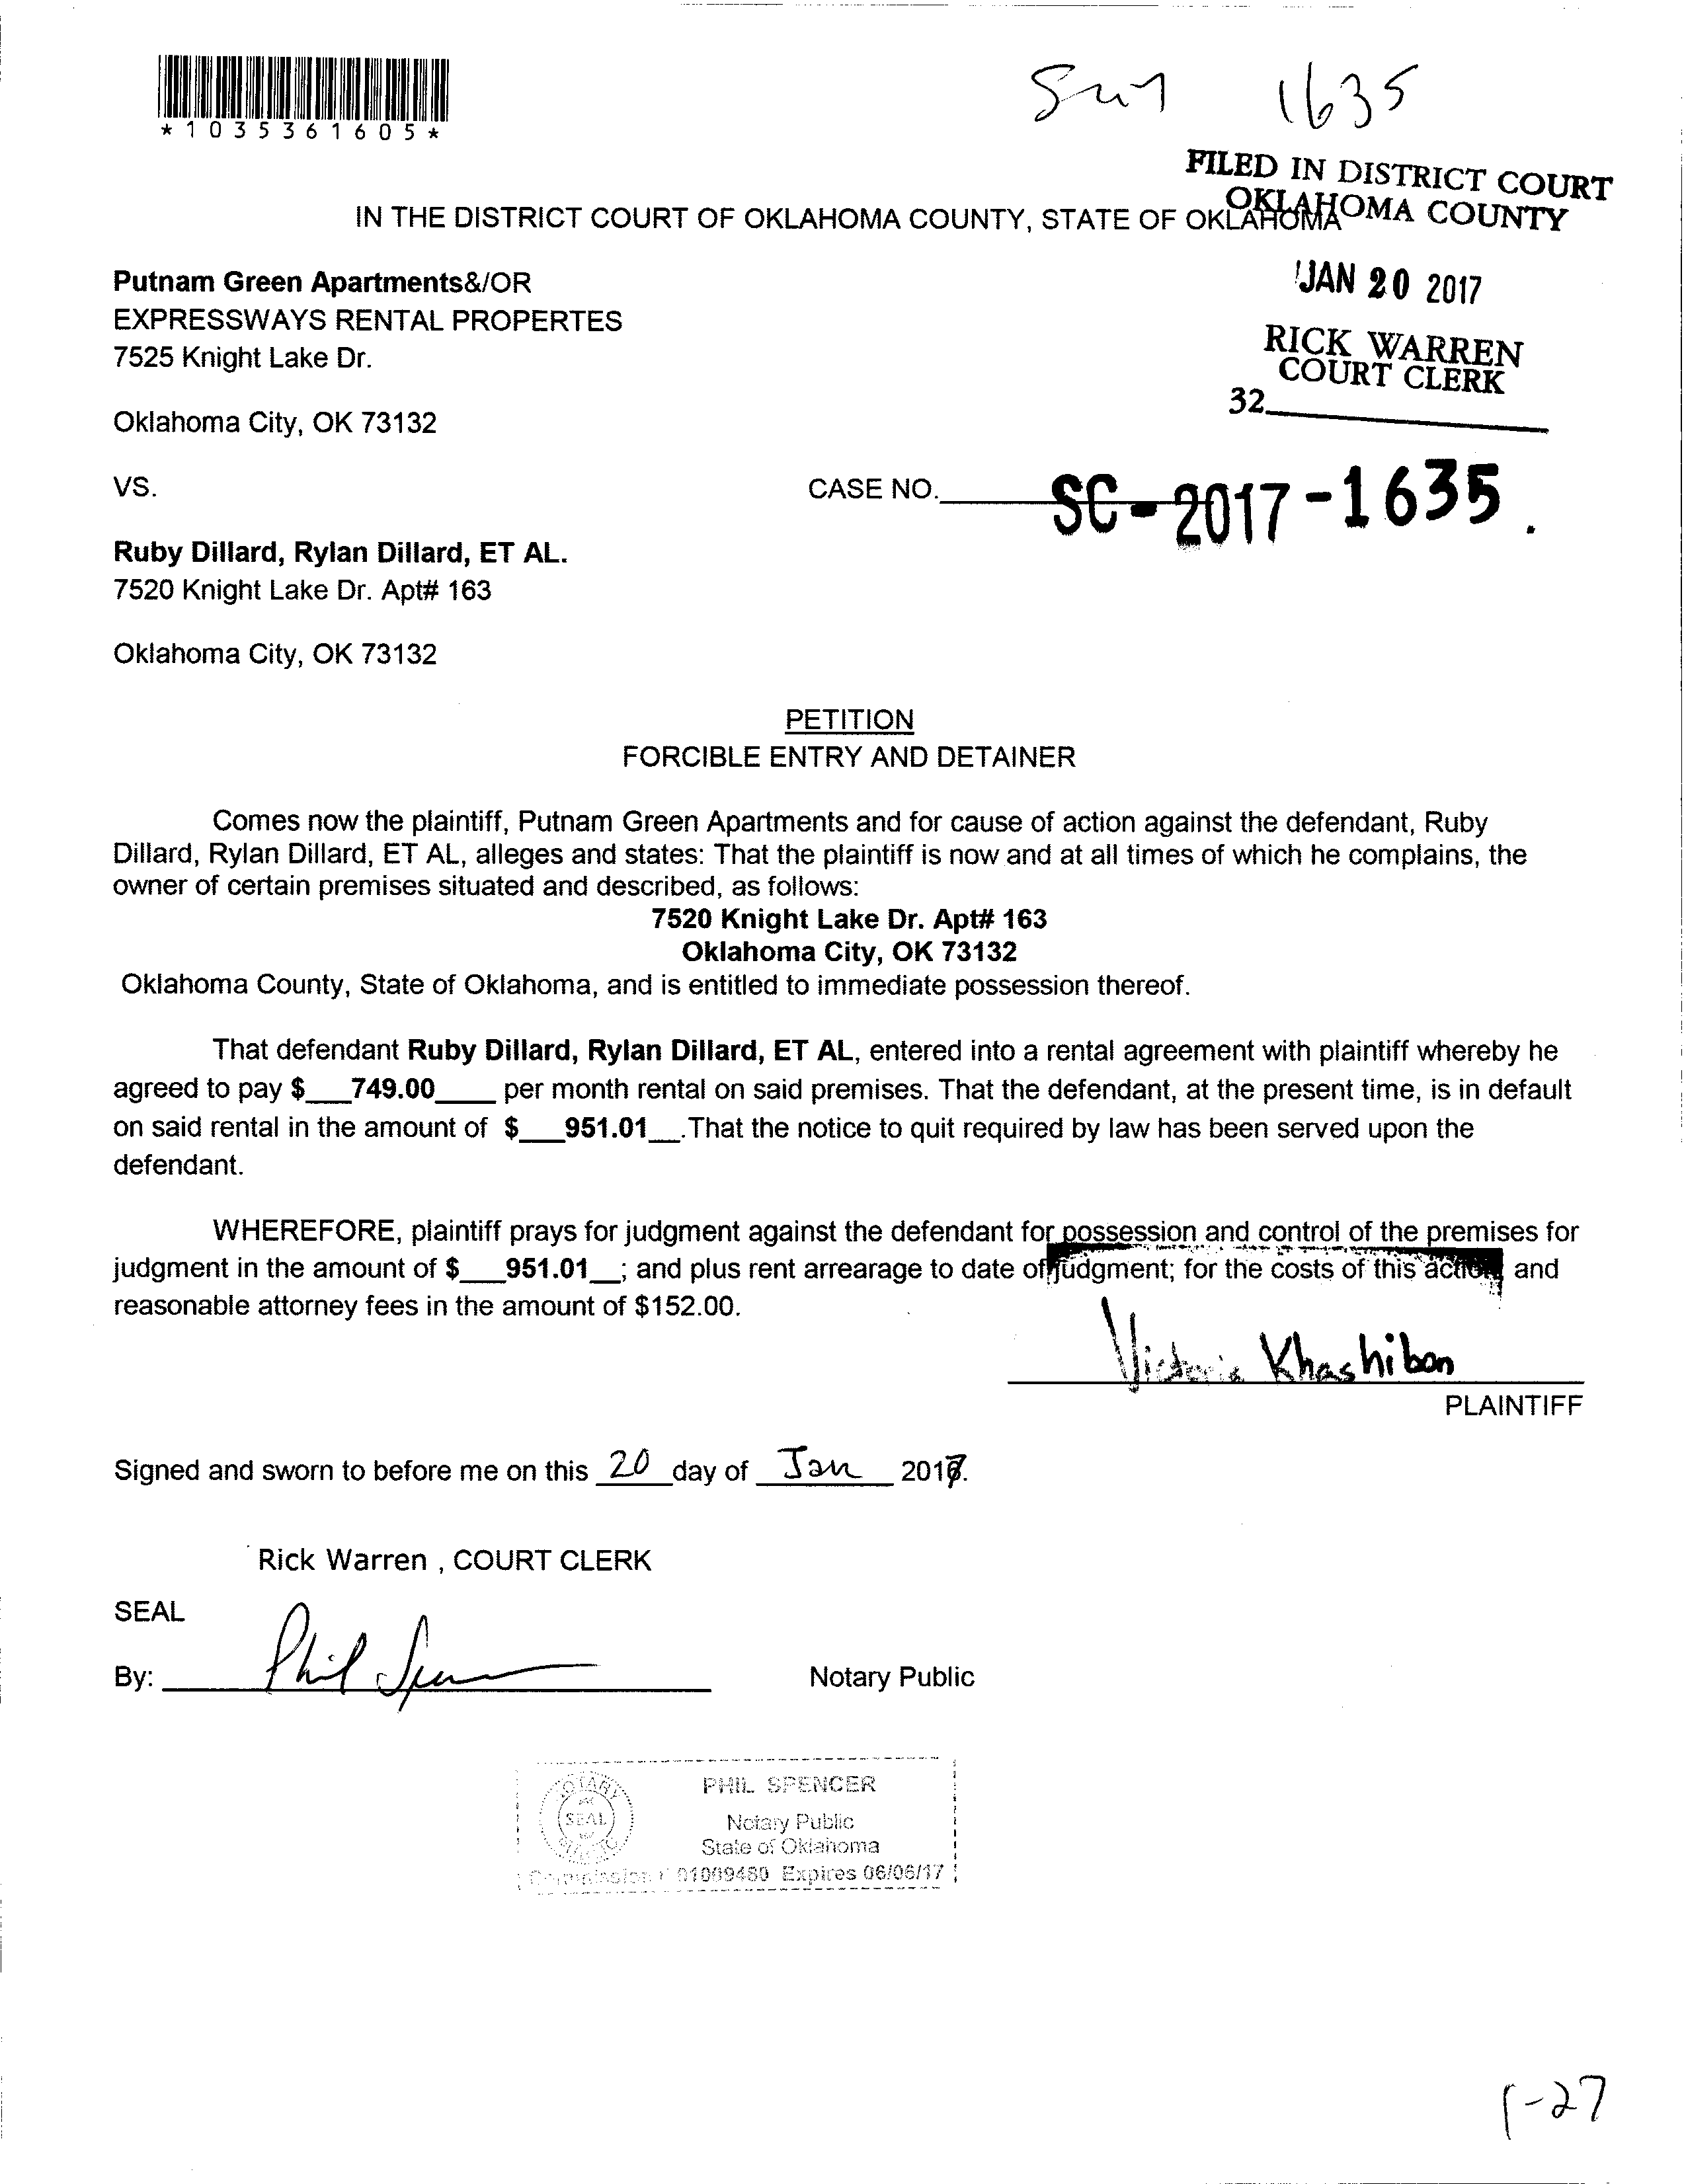 *1035361605*
1635
FILED IN DISTRICT COURT
OKLAHOMA COUNTY
IN THE DISTRICT COURT OF OKLAHOMA COUNTY, STATE OF OKLAHOMA
Putnam Green Apartments&/OR
EXPRESSWAYS RENTAL PROPERTES
7525 Knight Lake Dr.
Oklahoma City, OK 73132
JAN 20 2017
RICK WARREN
COURT CLERK
32
VS.
CASE NO. SC-2017-1635.
Ruby Dillard, Rylan Dillard, ET AL.
7520 Knight Lake Dr. Apt# 163
Oklahoma City, OK 73132
PETITION
FORCIBLE ENTRY AND DETAINER
Comes now the plaintiff, Putnam Green Apartments and for cause of action against the defendant, Ruby
Dillard, Rylan Dillard, ET AL, alleges and states: That the plaintiff is now and at all times of which he complains, the
owner of certain premises situated and described, as follows:
7520 Knight Lake Dr. Apt# 163
Oklahoma City, OK 73132
Oklahoma County, State of Oklahoma, and is entitled to immediate possession thereof.
That defendant Ruby Dillard, Rylan Dillard, ET AL, entered into a rental agreement with plaintiff whereby he
agreed to pay $___749.00____ per month rental on said premises. That the defendant, at the present time, is in default
on said rental in the amount of $___951.01__.That the notice to quit required by law has been served upon the
defendant.
WHEREFORE, plaintiff prays for judgment against the defendant for possession and control of the premises for
judgment in the amount of $___951.01__; and plus rent arrearage to date of judgment; for the costs of this action and
reasonable attorney fees in the amount of $152.00.
Victoria Khashibon
PLAINTIFF
Signed and sworn to before me on this 20 day of Jan 2017.
Rick Warren , COURT CLERK
SEAL
By: Phil Spencer Notary Public
NOTARY
SEAL
PUBLIC
PHIL SPENCER
Notary Public
State of Oklahoma
Commission # 01009480 Expires 06/06/17
1-27